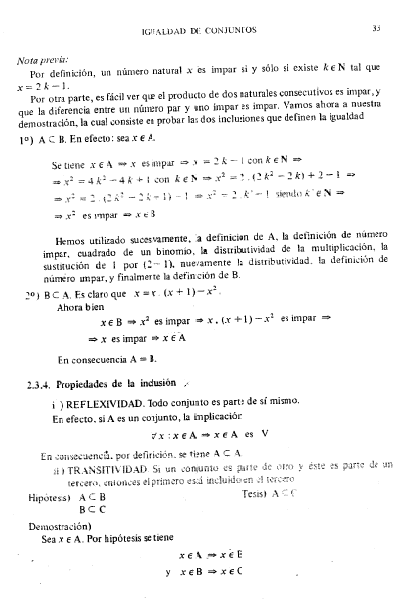 IGUALDAD DE CONJUNTOS 33
Nota previa:
Por definición, un número natural x es impar si y sólo si existe k ∈ N tal que
x = 2 k − 1.
Por otra parte, es fácil ver que el producto de dos naturales consecutivos es impar, y
que la diferencia entre un número par y uno impar es impar. Vamos ahora a nuestra
demostración, la cual consiste en probar las dos inclusiones que definen la igualdad
1º) A ⊂ B. En efecto: sea x ∈ A.
Se tiene x ∈ A ⇒ x es impar ⇒ x = 2 k − 1 con k ∈ N ⇒
⇒ x² = 4 k² − 4 k + 1 con k ∈ N ⇒ x² = 2 . (2 k² − 2 k) + 2 − 1 ⇒
⇒ x² = 2 . (2 k² − 2 k + 1) − 1 ⇒ x² = 2 . k' − 1 siendo k' ∈ N ⇒
⇒ x² es impar ⇒ x ∈ B
Hemos utilizado sucesivamente, la definición de A, la definición de número
impar, cuadrado de un binomio, la distributividad de la multiplicación, la
sustitución de 1 por (2 − 1), nuevamente la distributividad, la definición de
número impar, y finalmente la definición de B.
2º) B ⊂ A. Es claro que x = x . (x + 1) − x².
Ahora bien
x ∈ B ⇒ x² es impar ⇒ x . (x + 1) − x² es impar ⇒
⇒ x es impar ⇒ x ∈ A
En consecuencia A = B.
2.3.4. Propiedades de la inclusión
i ) REFLEXIVIDAD. Todo conjunto es parte de sí mismo.
En efecto, si A es un conjunto, la implicación
∀ x : x ∈ A ⇒ x ∈ A es V
En consecuencia, por definición, se tiene A ⊂ A
ii ) TRANSITIVIDAD. Si un conjunto es parte de otro y éste es parte de un
tercero, entonces el primero está incluido en el tercero
Hipótesis) A ⊂ B Tesis) A ⊂ C
B ⊂ C
Demostración)
Sea x ∈ A. Por hipótesis se tiene
x ∈ A ⇒ x ∈ B
y x ∈ B ⇒ x ∈ C